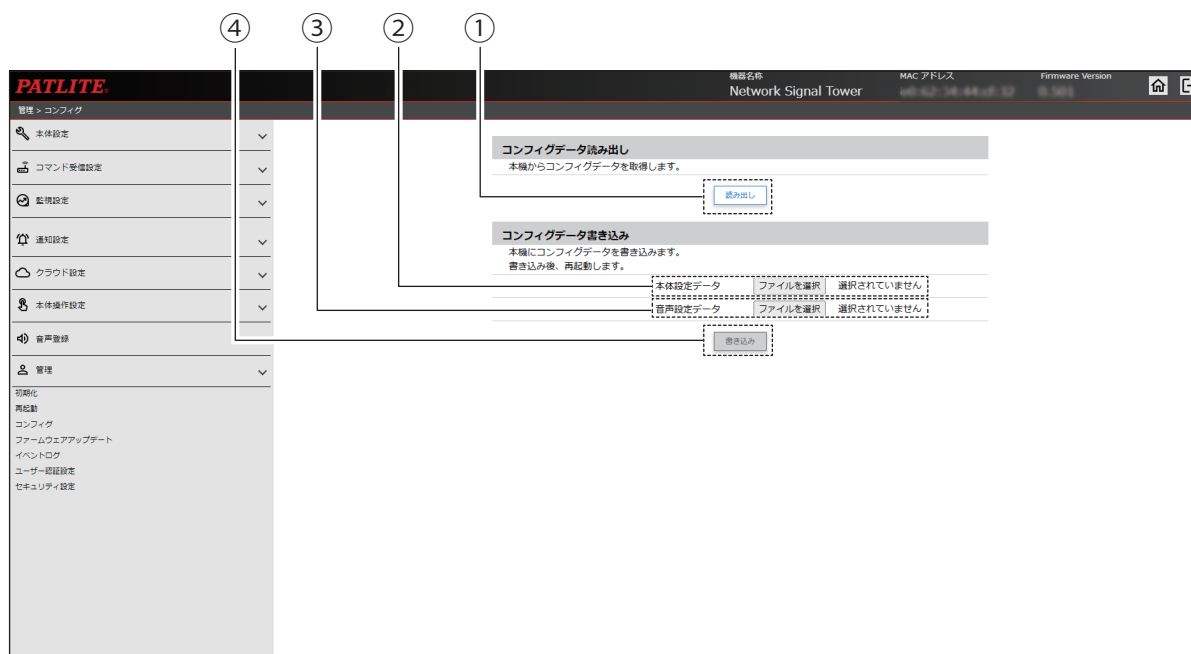 ④ ③ ② ①
PATLITE
機器名称
Network Signal Tower
MAC アドレス
Firmware Version
管理 > コンフィグ
本体設定
コマンド受信設定
監視設定
通知設定
クラウド設定
本体操作設定
音声登録
管理
初期化
再起動
コンフィグ
ファームウェアアップデート
イベントログ
ユーザー認証設定
セキュリティ設定
コンフィグデータ読み出し
本機からコンフィグデータを取得します。
読み出し
コンフィグデータ書き込み
本機にコンフィグデータを書き込みます。
書き込み後、再起動します。
本体設定データ ファイルを選択 選択されていません
音声設定データ ファイルを選択 選択されていません
書き込み